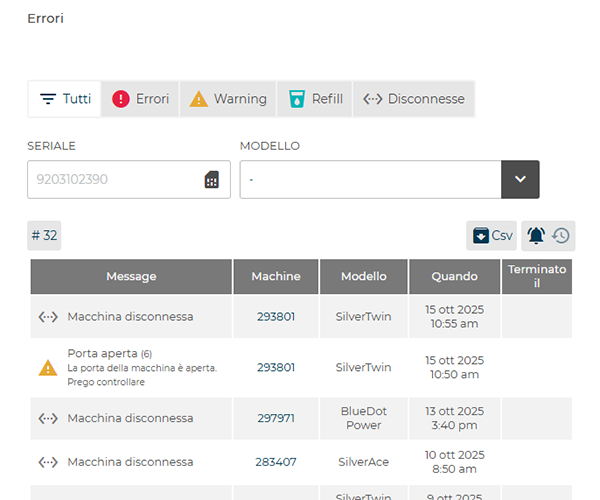 Errori
Tutti Errori Warning Refill Disconnesse
SERIALE MODELLO
9203102390 -
# 32 Csv
Message Machine Modello Quando Terminato il
Macchina disconnessa 293801 SilverTwin 15 ott 2025
10:55 am
Porta aperta (6)
La porta della macchina è aperta.
Prego controllare
293801 SilverTwin 15 ott 2025
10:50 am
Macchina disconnessa 297971 BlueDot
Power
13 ott 2025
3:40 pm
Macchina disconnessa 283407 SilverAce 10 ott 2025
8:50 am
SilverTwin 9 ott 2025